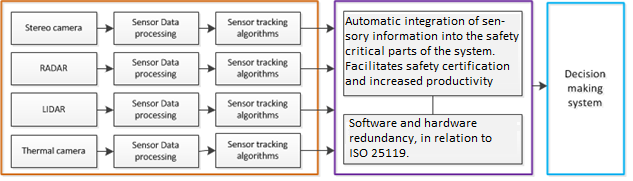 Stereo camera
Sensor Data
processing
Sensor tracking
algorithms
RADAR
Sensor Data
processing
Sensor tracking
algorithms
LIDAR
Sensor Data
processing
Sensor tracking
algorithms
Thermal camera
Sensor Data
processing
Sensor tracking
algorithms
Automatic integration of sen-
sory information into the safety
critical parts of the system.
Facilitates safety certification
and increased productivity
Software and hardware
redundancy, in relation to
ISO 25119.
Decision
making
system